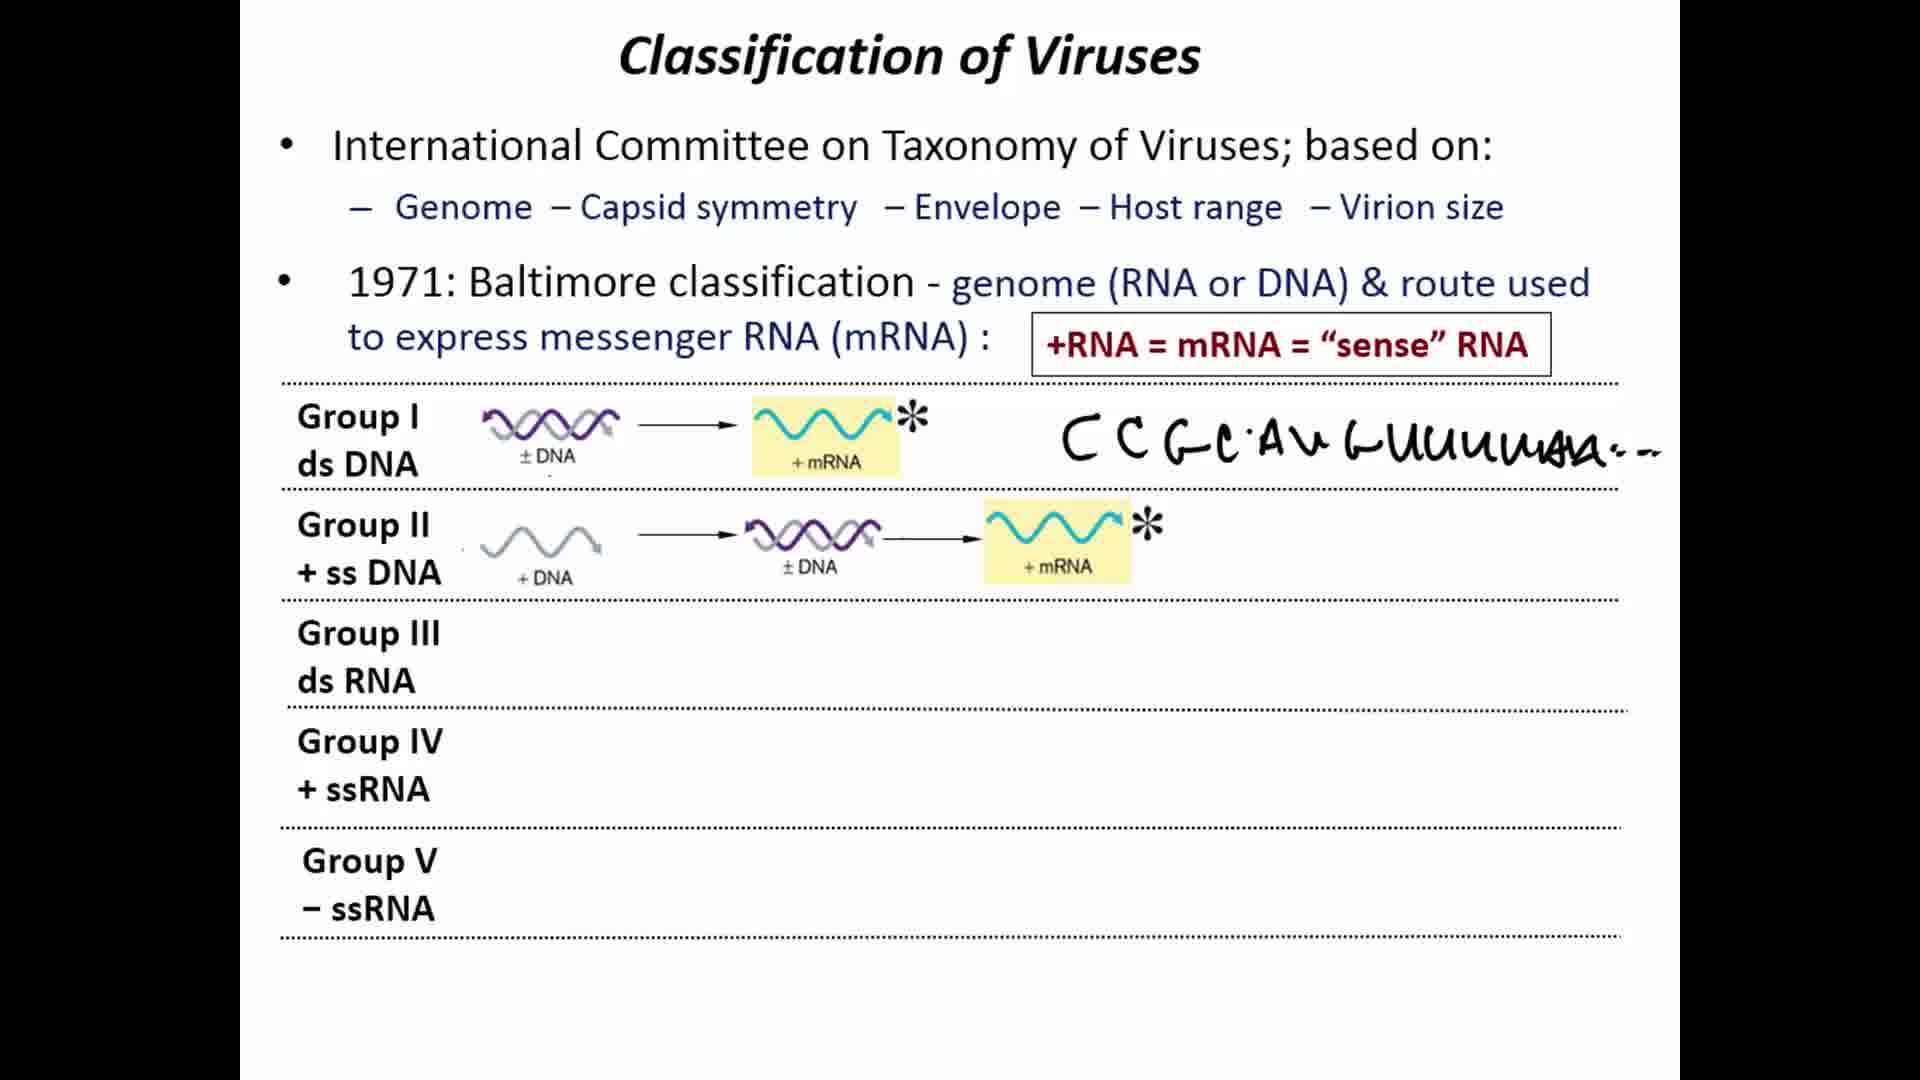 Classification of Viruses
• International Committee on Taxonomy of Viruses; based on:
– Genome – Capsid symmetry – Envelope – Host range – Virion size
• 1971: Baltimore classification - genome (RNA or DNA) & route used
to express messenger RNA (mRNA) :
+RNA = mRNA = “sense” RNA
Group I
ds DNA
± DNA
+ mRNA
*
Group II
+ ss DNA
+ DNA
± DNA
+ mRNA
*
Group III
ds RNA
Group IV
+ ssRNA
Group V
– ssRNA